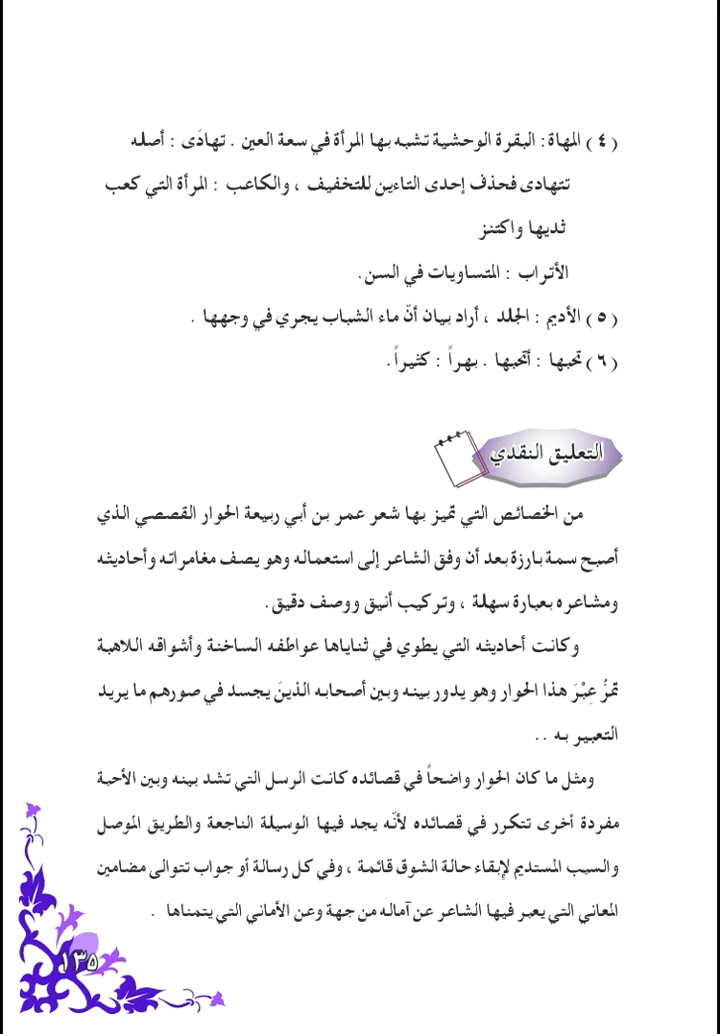 (٤) المهاة : البقرة الوحشية تشبه بها المرأة في سعة العين . تهادَى : أصله
تتهادى فحذف إحدى التاءين للتخفيف ، والكاعب : المرأة التي كعب
ثديها واكتنز
الأتراب : المتساويات في السن .
(٥) الأديم : الجلد ، أراد بيان أنّ ماء الشباب يجري في وجهها .
(٦) تحبها : أتحبها . بهراً : كثيراً .
التعليق النقدي
من الخصائص التي تميز بها شعر عمر بن أبي ربيعة الحوار القصصي الذي
أصبح سمة بارزة بعد أن وفق الشاعر إلى استعماله وهو يصف مغامراته وأحاديثه
ومشاعره بعبارة سهلة ، وتركيب أنيق ووصف دقيق .
وكانت أحاديثه التي يطوي في ثناياها عواطفه الساخنة وأشواقه اللاهبة
تمرُّ عِبْرَ هذا الحوار وهو يدور بينه وبين أصحابه الذينَ يجسد في صورهم ما يريد
التعبير به ..
ومثل ما كان الحوار واضحاً في قصائده كانت الرسل التي تشد بينه وبين الأحبة
مفردة أخرى تتكرر في قصائده لأنّه يجد فيها الوسيلة الناجعة والطريق الموصل
والسبب المستديم لإبقاء حالة الشوق قائمة ، وفي كل رسالة أو جواب تتوالى مضامين
المعاني التي يعبر فيها الشاعر عن آماله من جهة وعن الأماني التي يتمناها .
١٣٥